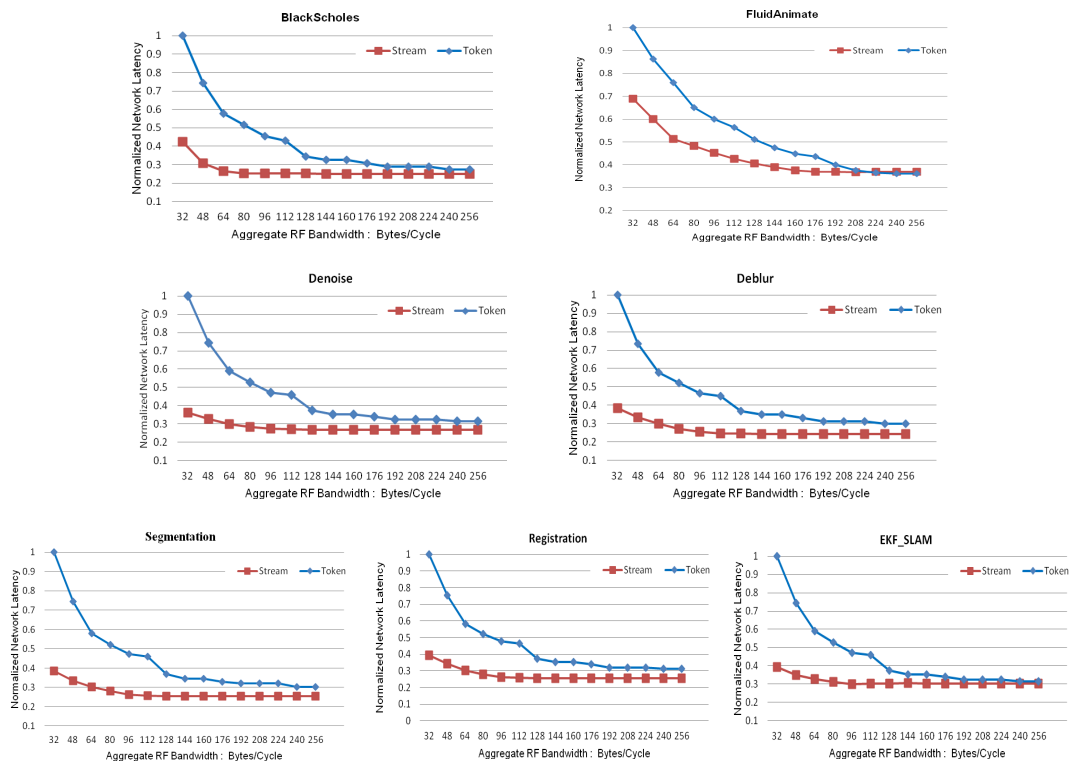 BlackScholes
Normalized Network Latency
Stream Token
1
0.9
0.8
0.7
0.6
0.5
0.4
0.3
0.2
0.1
32 48 64 80 96 112 128 144 160 176 192 208 224 240 256
Aggregate RF Bandwidth : Bytes/Cycle
FluidAnimate
Normalized Network Latency
Stream Token
1
0.9
0.8
0.7
0.6
0.5
0.4
0.3
0.2
32 48 64 80 96 112 128 144 160 176 192 208 224 240 256
Aggregate RF Bandwidth : Bytes/Cycle
Denoise
Normalized Network Latency
Stream Token
1
0.9
0.8
0.7
0.6
0.5
0.4
0.3
0.2
0.1
32 48 64 80 96 112 128 144 160 176 192 208 224 240 256
Aggregate RF Bandwidth : Bytes/Cycle
Deblur
Normalized Network Latency
Stream Token
1
0.9
0.8
0.7
0.6
0.5
0.4
0.3
0.2
0.1
32 48 64 80 96 112 128 144 160 176 192 208 224 240 256
Aggregate RF Bandwidth : Bytes/Cycle
Segmentation
Normalized Network Latency
Stream Token
1
0.9
0.8
0.7
0.6
0.5
0.4
0.3
0.2
0.1
32 48 64 80 96 112 128 144 160 176 192 208 224 240 256
Aggregate RF Bandwidth : Bytes/Cycle
Registration
Normalized Network Latency
Stream Token
1
0.9
0.8
0.7
0.6
0.5
0.4
0.3
0.2
0.1
0
32 48 64 80 96 112 128 144 160 176 192 208 224 240 256
Aggregate RF Bandwidth : Bytes/Cycle
EKF_SLAM
Normalized Network Latency
Stream Token
1
0.9
0.8
0.7
0.6
0.5
0.4
0.3
0.2
0.1
32 48 64 80 96 112 128 144 160 176 192 208 224 240 256
Aggregate RF Bandwidth : Bytes/Cycle